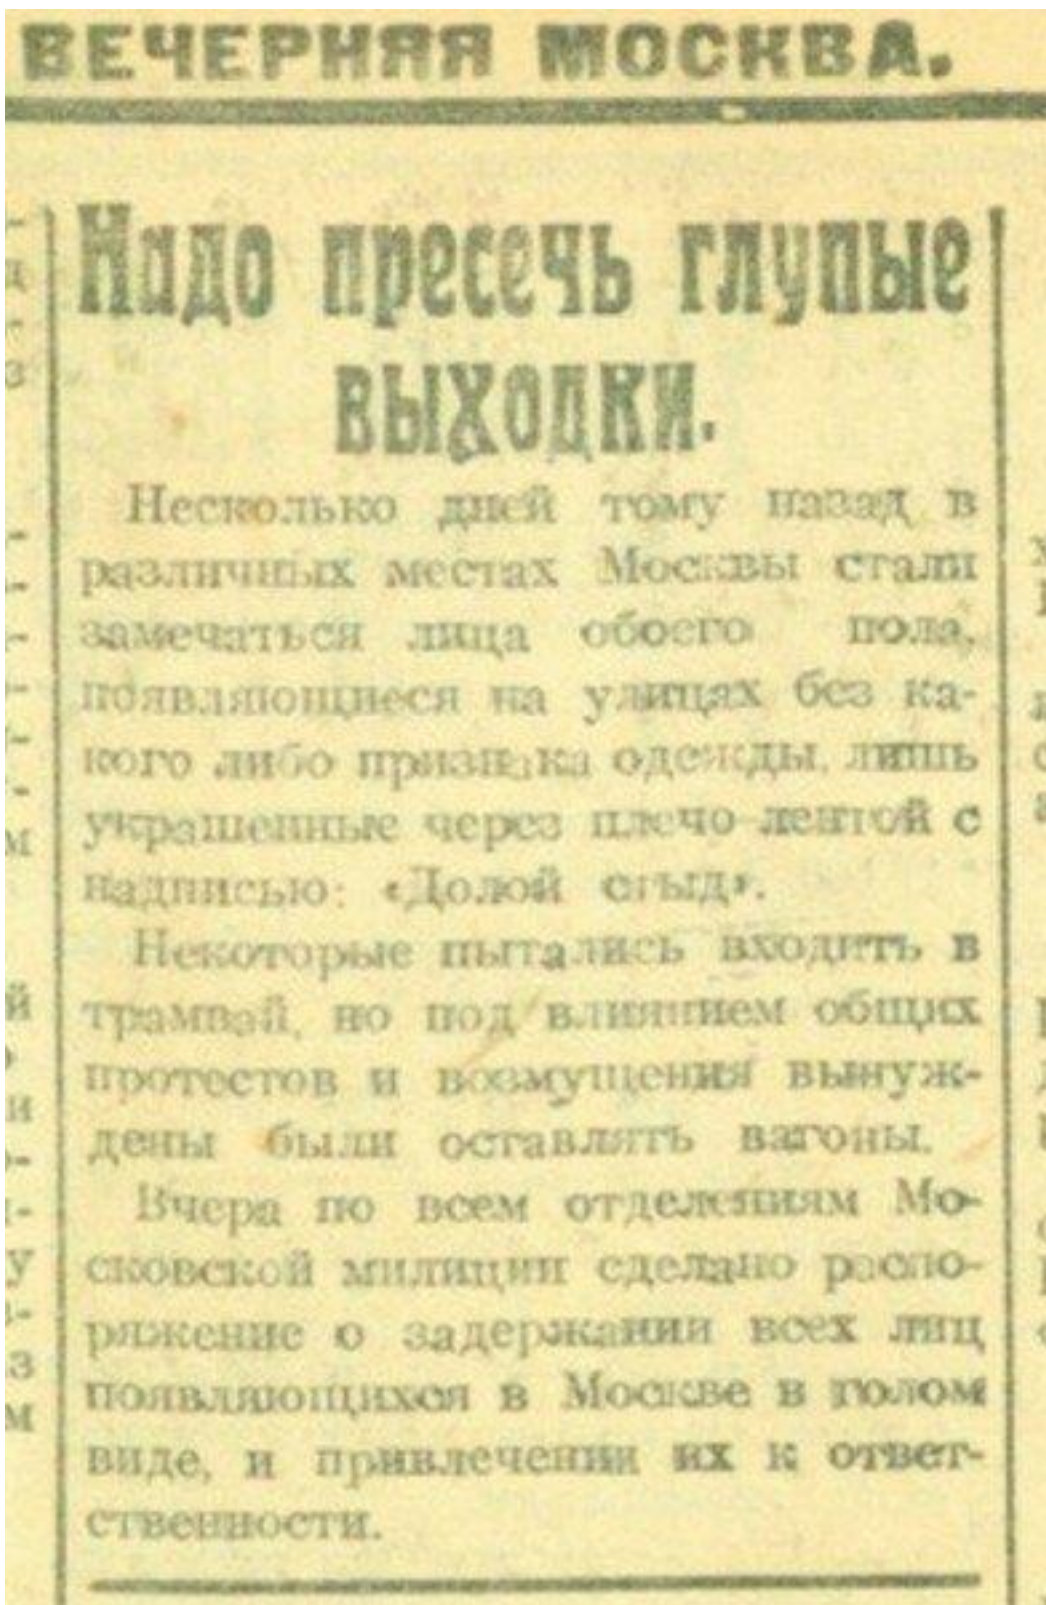 ВЕЧЕРНЯЯ МОСКВА.
Надо пресечь глупые
выходки.
Несколько дней тому назад в
различных местах Москвы стали
замечаться лица обоего пола,
появляющиеся на улицах без ка-
кого либо признака одежды, лишь
украшенные через плечо лентой с
надписью: «Долой стыд».
Некоторые пытались входить в
трамвай, но под влиянием общих
протестов и возмущения вынуж-
дены были оставлять вагоны.
Вчера по всем отделениям Мо-
сковской милиции сделано распо-
ряжение о задержании всех лиц
появляющихся в Москве в голом
виде, и привлечении их к ответ-
ственности.